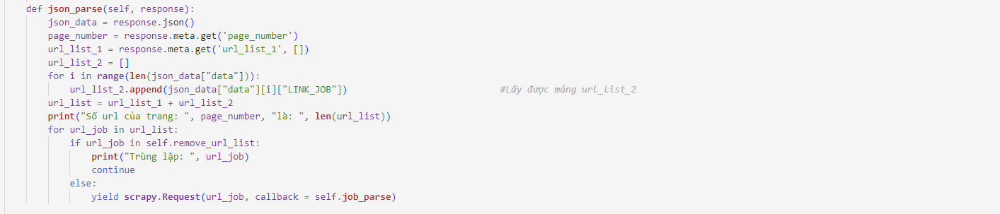 def json_parse(self, response):
    json_data = response.json()
    page_number = response.meta.get('page_number')
    url_list_1 = response.meta.get('url_list_1', [])
    url_list_2 = []
    for i in range(len(json_data["data"])):
        url_list_2.append(json_data["data"][i]["LINK_JOB"]) #Lấy được mảng url_list_2
    url_list = url_list_1 + url_list_2
    print("Số url của trang: ", page_number, "là: ", len(url_list))
    for url_job in url_list:
        if url_job in self.remove_url_list:
            print("Trùng lặp: ", url_job)
            continue
        else:
            yield scrapy.Request(url_job, callback = self.job_parse)